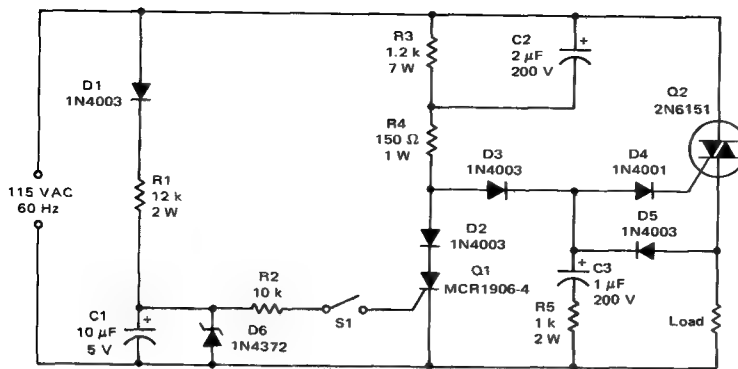 D1
1N4003
R1
12 k
2 W
115 VAC
60 Hz
C1
10 μF
5 V
+
D6
1N4372
R2
10 k
S1
R3
1.2 k
7 W
C2
2 μF
200 V
+
R4
150 Ω
1 W
D3
1N4003
D2
1N4003
Q1
MCR1906-4
Q2
2N6151
D4
1N4001
D5
1N4003
+
C3
1 μF
200 V
R5
1 k
2 W
Load